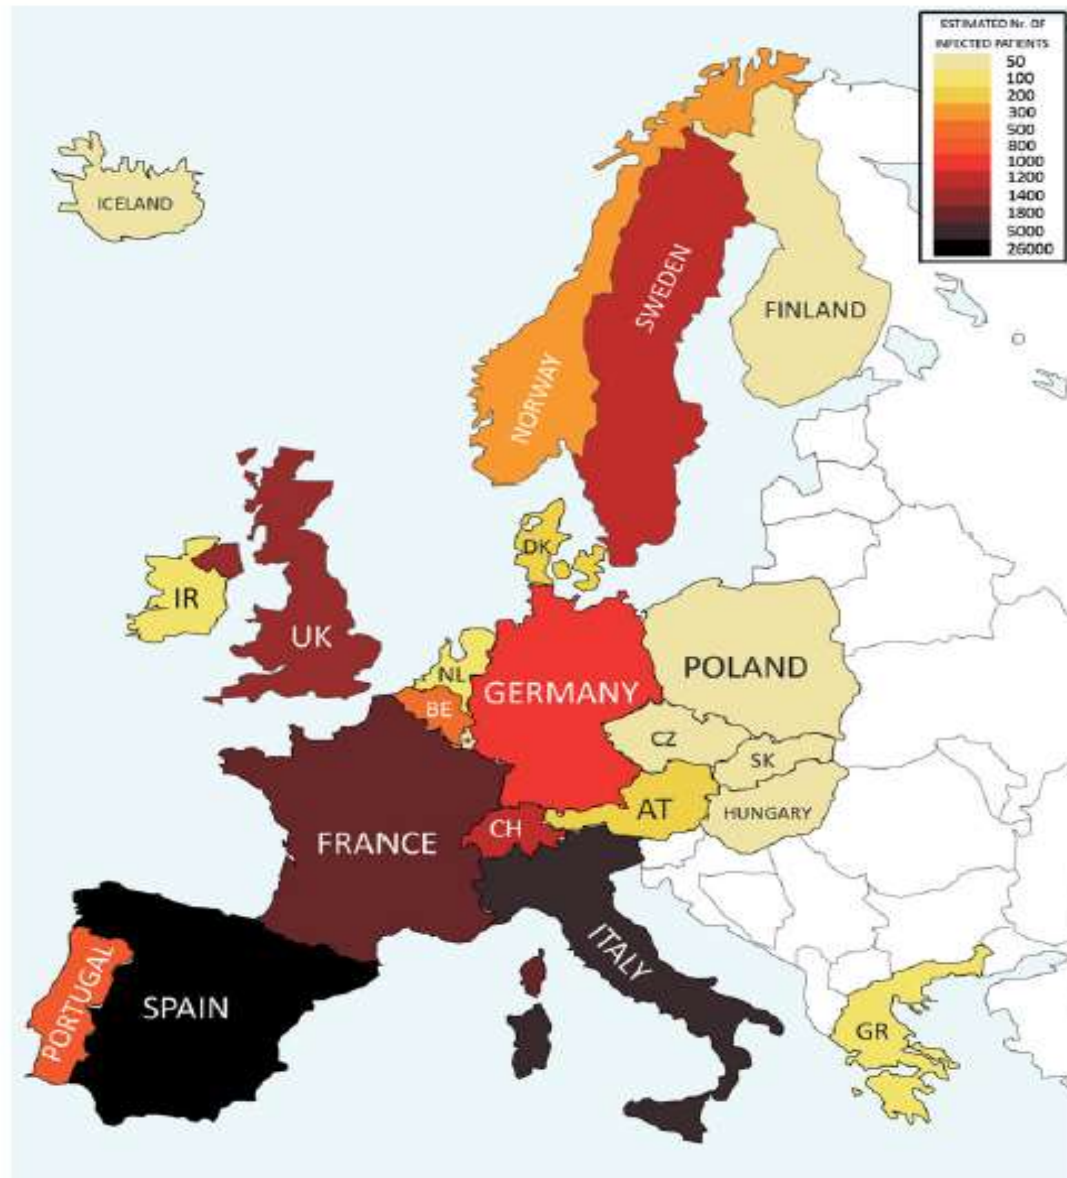 ESTIMATED Nr. OF
INFECTED PATIENTS
50
100
200
300
500
800
1000
1200
1400
1800
5000
26000
ICELAND
FINLAND
SWEDEN
NORWAY
DK
IR
UK
NL
BE
GERMANY
POLAND
CZ
SK
AT
HUNGARY
CH
FRANCE
ITALY
PORTUGAL
SPAIN
GR